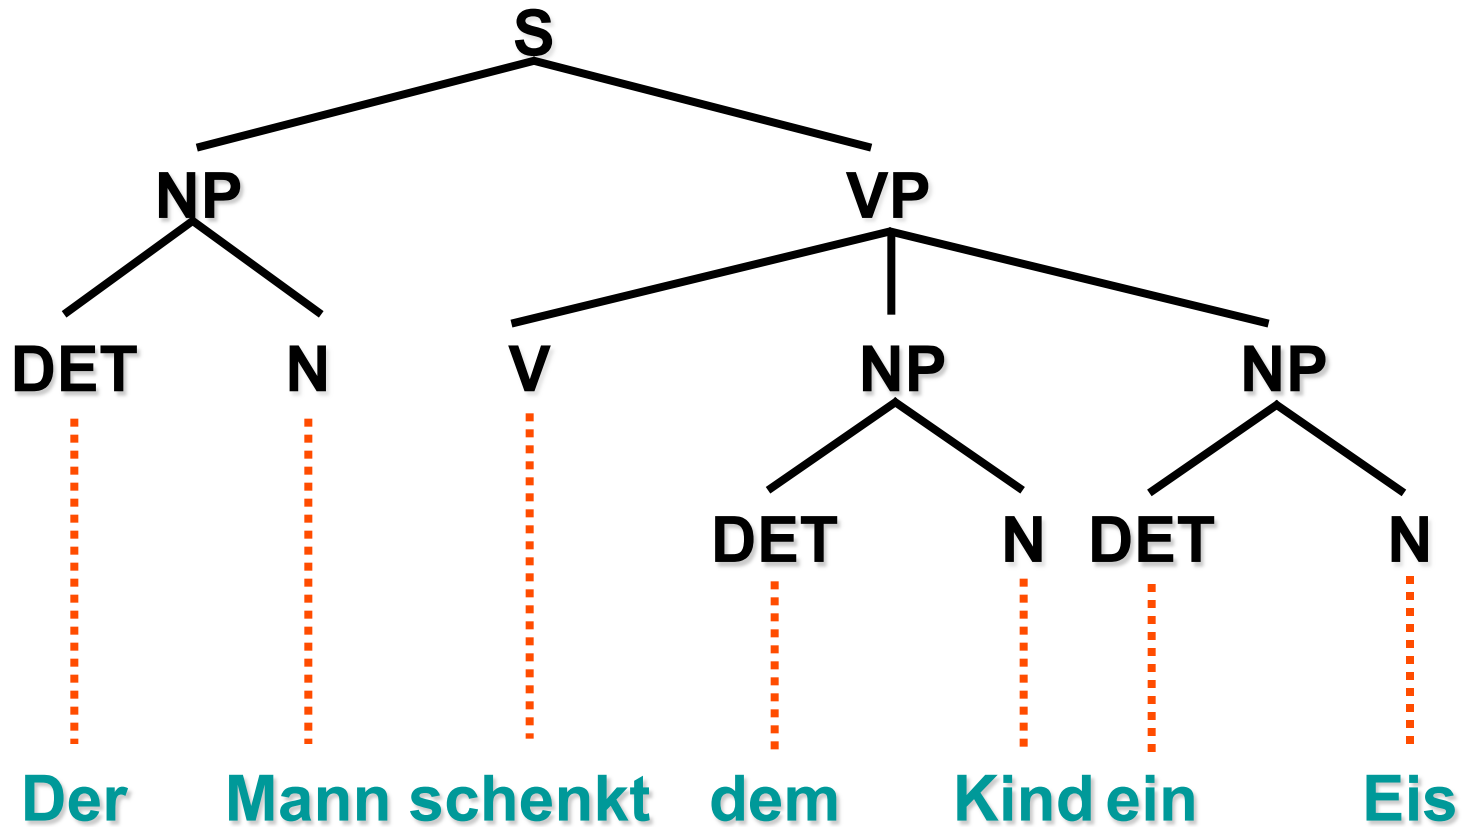 S
NP VP
DET N V NP NP
DET N DET N
Der Mann schenkt dem Kind ein Eis